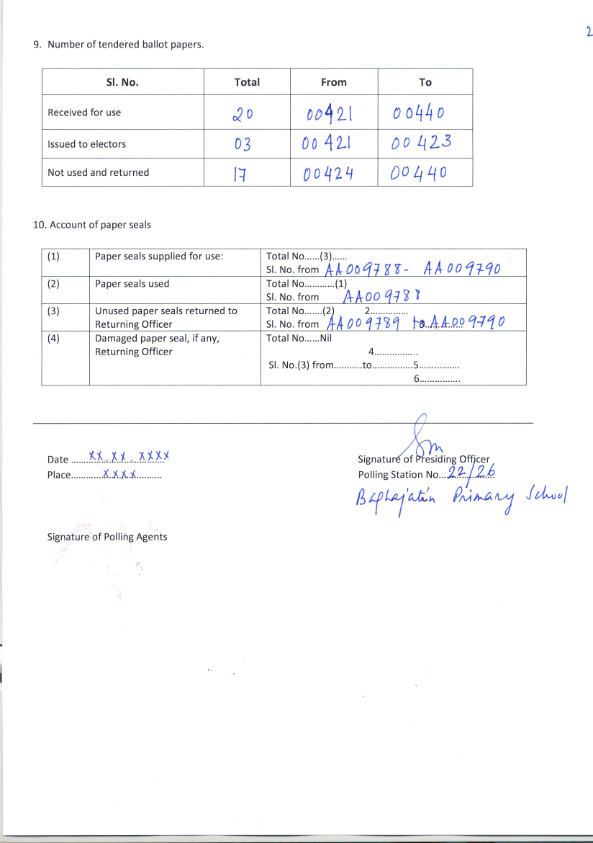 2
9. Number of tendered ballot papers.
Sl. No. Total From To
Received for use 20 00421 00440
Issued to electors 03 00 421 00 423
Not used and returned 17 00424 00440
10. Account of paper seals
(1) Paper seals supplied for use: Total No......(3)......
Sl. No. from AA009788- AA009790
(2) Paper seals used Total No............(1)
Sl. No. from AA009788
(3) Unused paper seals returned to Total No.......(2) 2..............
Returning Officer Sl. No. from AA009789 to AA009790
(4) Damaged paper seal, if any, Total No......Nil
Returning Officer 4................
Sl. No.(3) from...........to...............5...............
6...............
Date ........XX.XX.XXXX
Place.............XXXX..........
Signature of Presiding Officer
Polling Station No...22/26
Primary School
Signature of Polling Agents